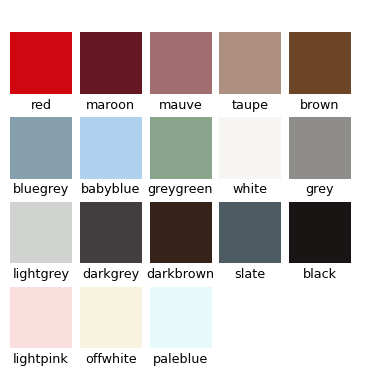 red maroon mauve taupe brown
bluegrey babyblue greygreen white grey
lightgrey darkgrey darkbrown slate black
lightpink offwhite paleblue